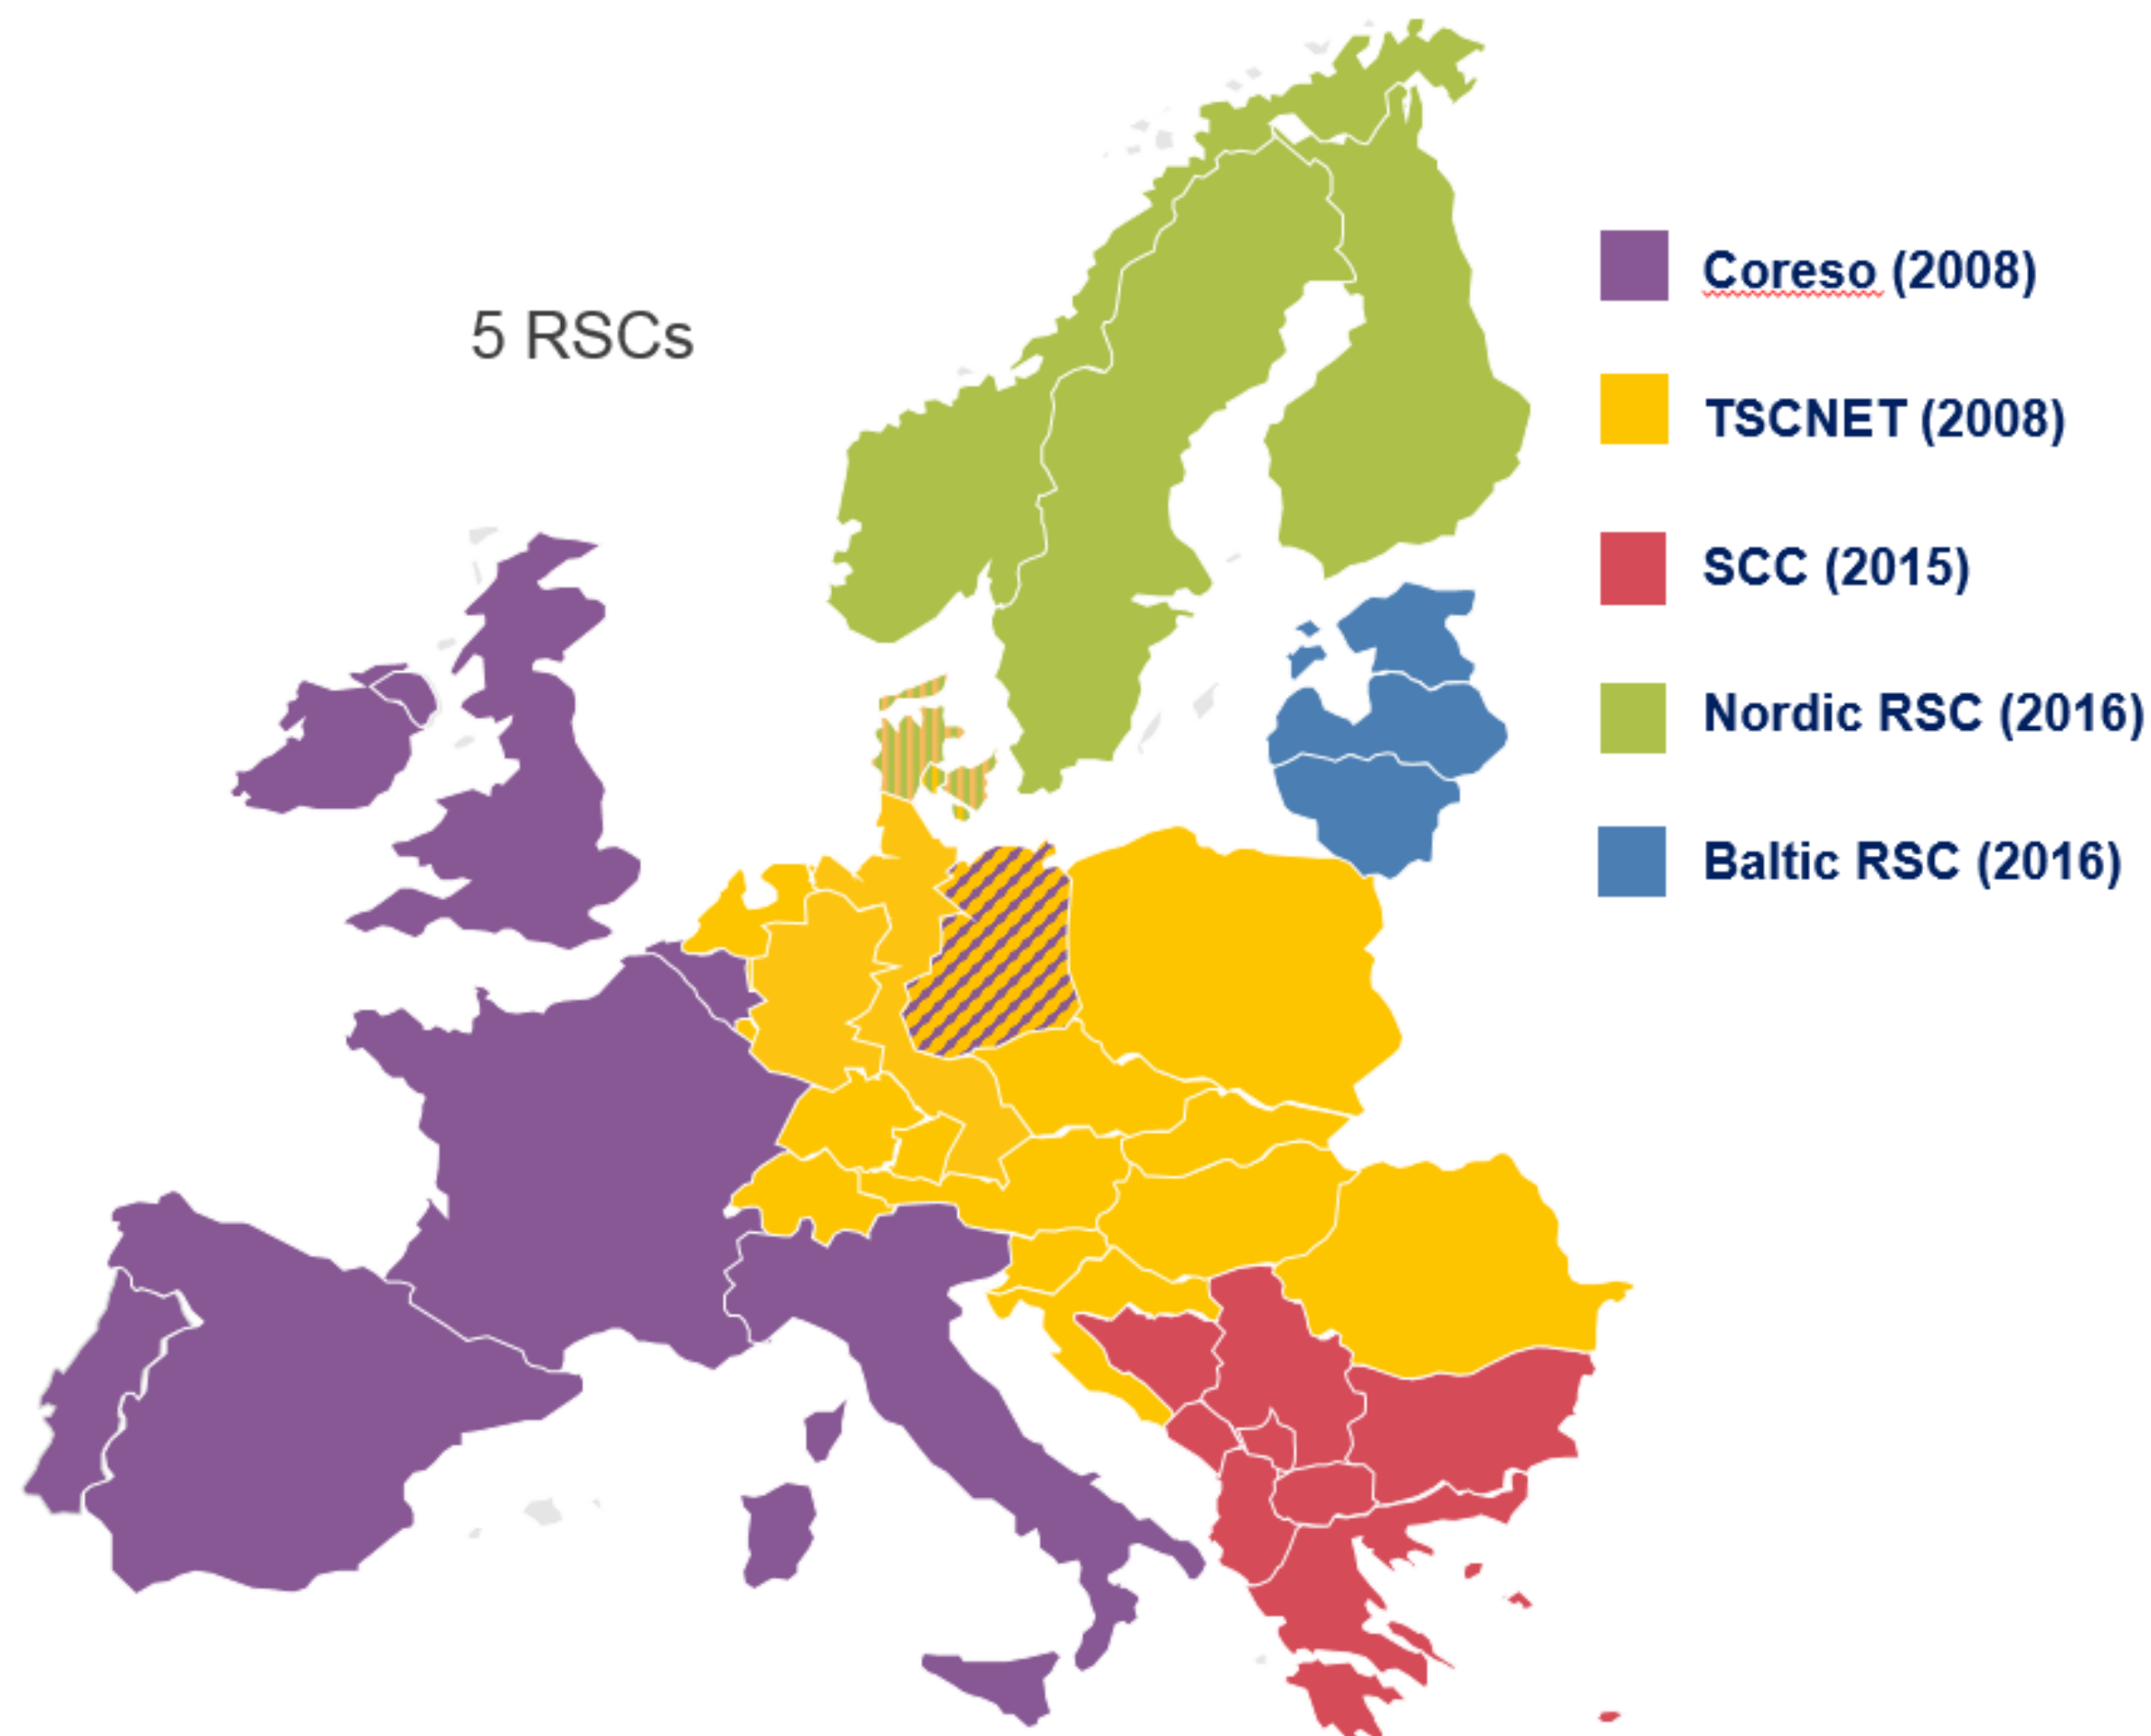 5 RSCs
Coreso (2008)
TSCNET (2008)
SCC (2015)
Nordic RSC (2016)
Baltic RSC (2016)